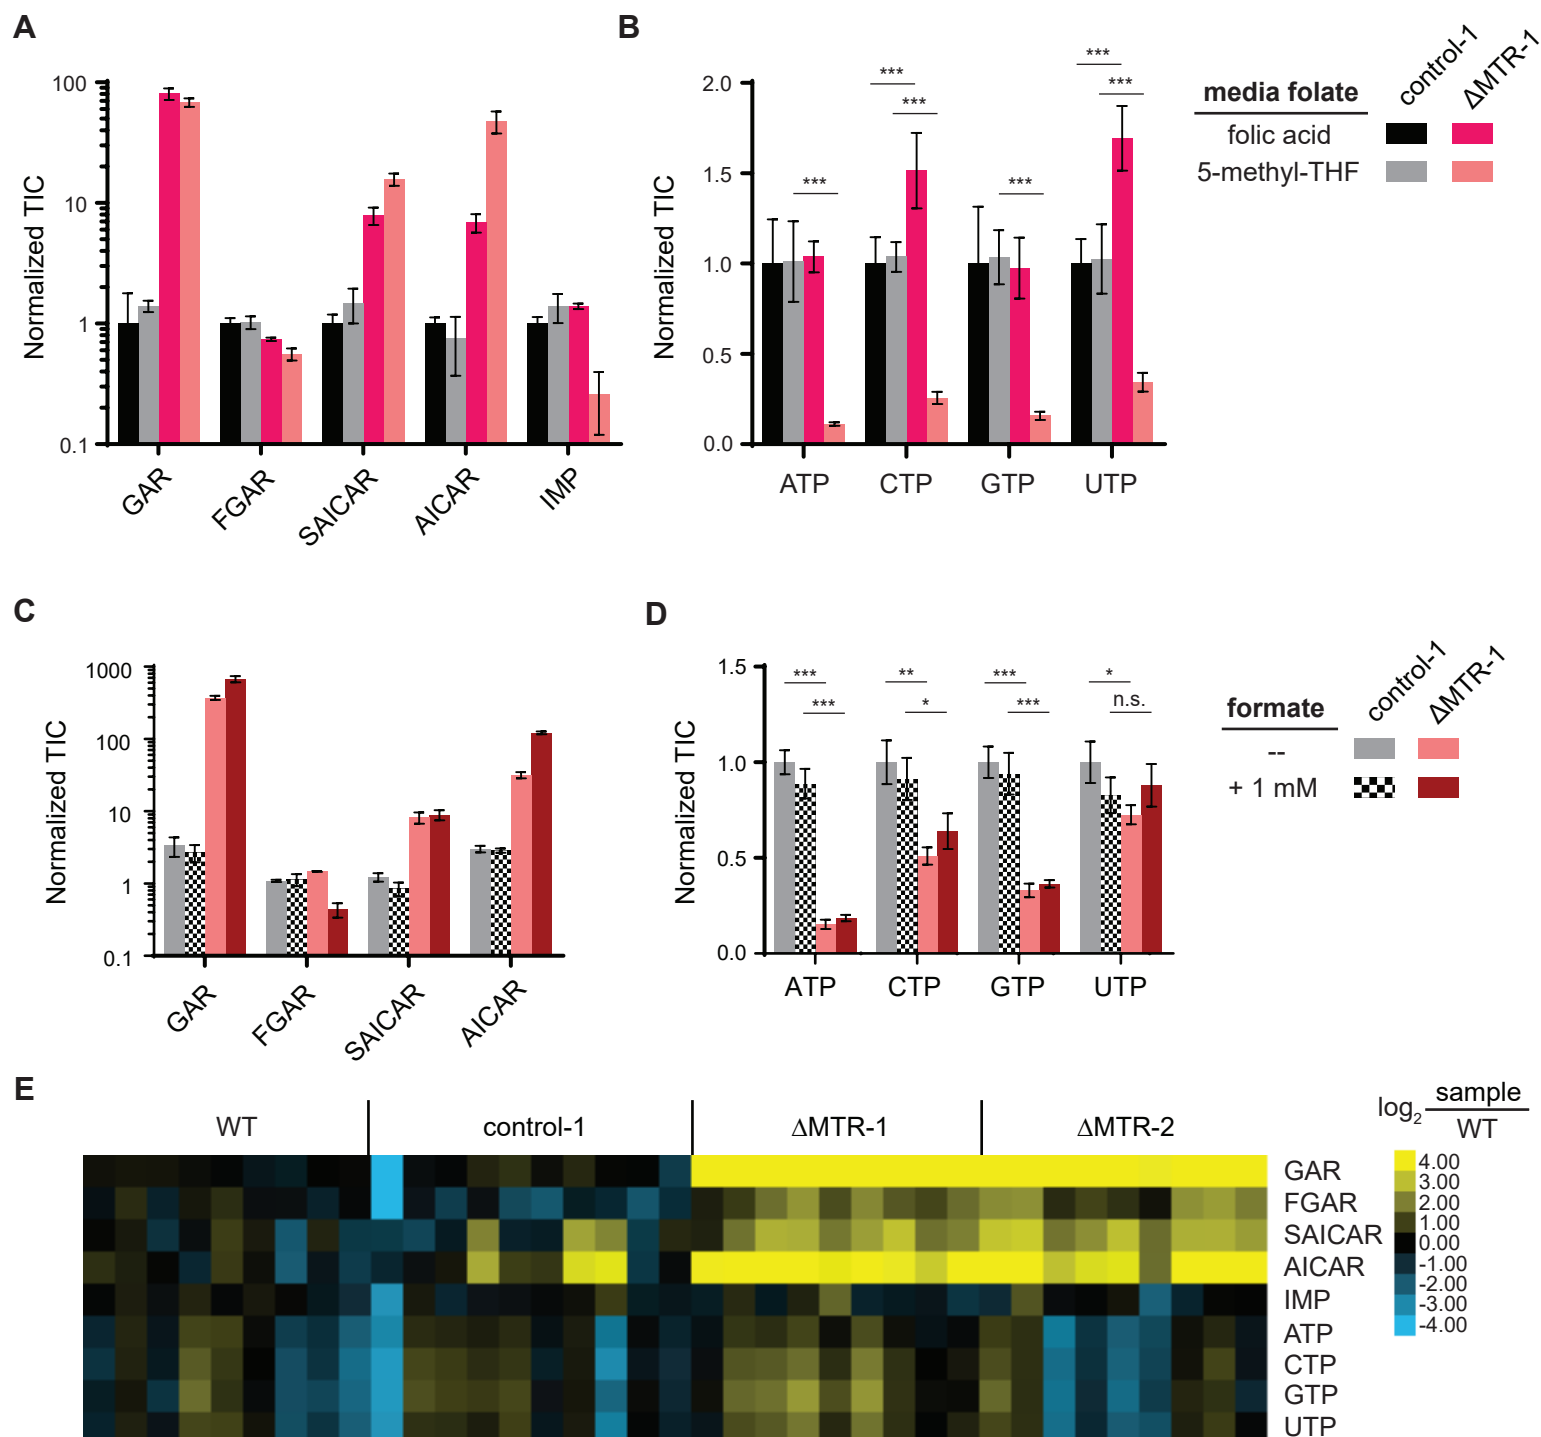 A
Normalized TIC
100
10
1
0.1
GAR
FGAR
SAICAR
AICAR
IMP
B
Normalized TIC
2.0
1.5
1.0
0.5
0.0
***
***
***
***
***
***
ATP
CTP
GTP
UTP
media folate
control-1
ΔMTR-1
folic acid
5-methyl-THF
C
Normalized TIC
1000
100
10
1
0.1
GAR
FGAR
SAICAR
AICAR
D
Normalized TIC
1.5
1.0
0.5
0.0
***
***
**
*
***
***
*
n.s.
ATP
CTP
GTP
UTP
formate
control-1
ΔMTR-1
--
+ 1 mM
E
WT
control-1
ΔMTR-1
ΔMTR-2
log2 sample
WT
GAR
FGAR
SAICAR
AICAR
IMP
ATP
CTP
GTP
UTP
4.00
3.00
2.00
1.00
0.00
-1.00
-2.00
-3.00
-4.00